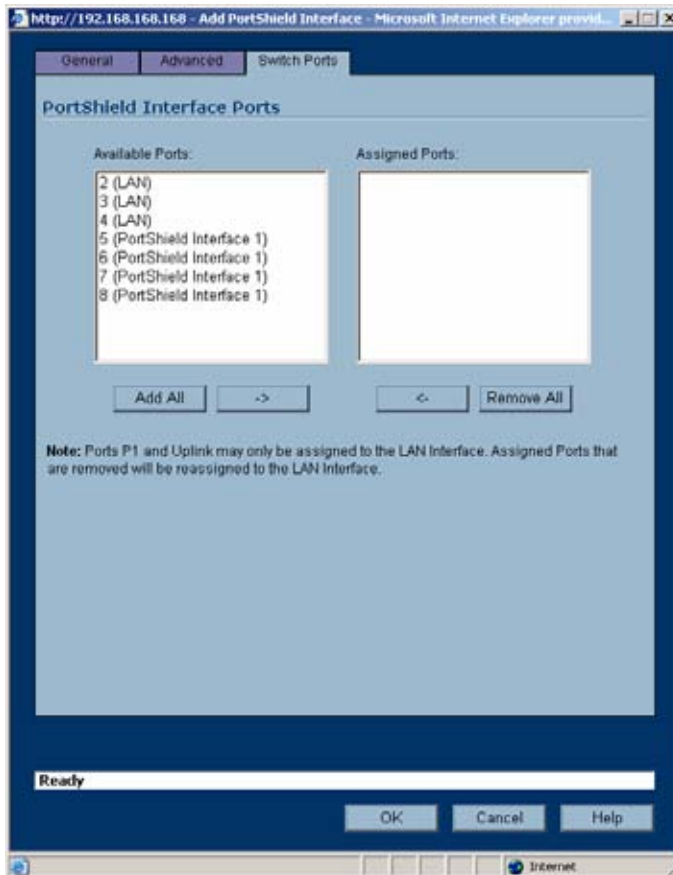 http://192.168.168.168 - Add PortShield Interface - Microsoft Internet Explorer provid...
General Advanced Switch Ports
PortShield Interface Ports
Available Ports: Assigned Ports:
2 (LAN)
3 (LAN)
4 (LAN)
5 (PortShield Interface 1)
6 (PortShield Interface 1)
7 (PortShield Interface 1)
8 (PortShield Interface 1)
Add All -> <- Remove All
Note: Ports P1 and Uplink may only be assigned to the LAN Interface. Assigned Ports that
are removed will be reassigned to the LAN Interface.
Ready
OK Cancel Help
Internet